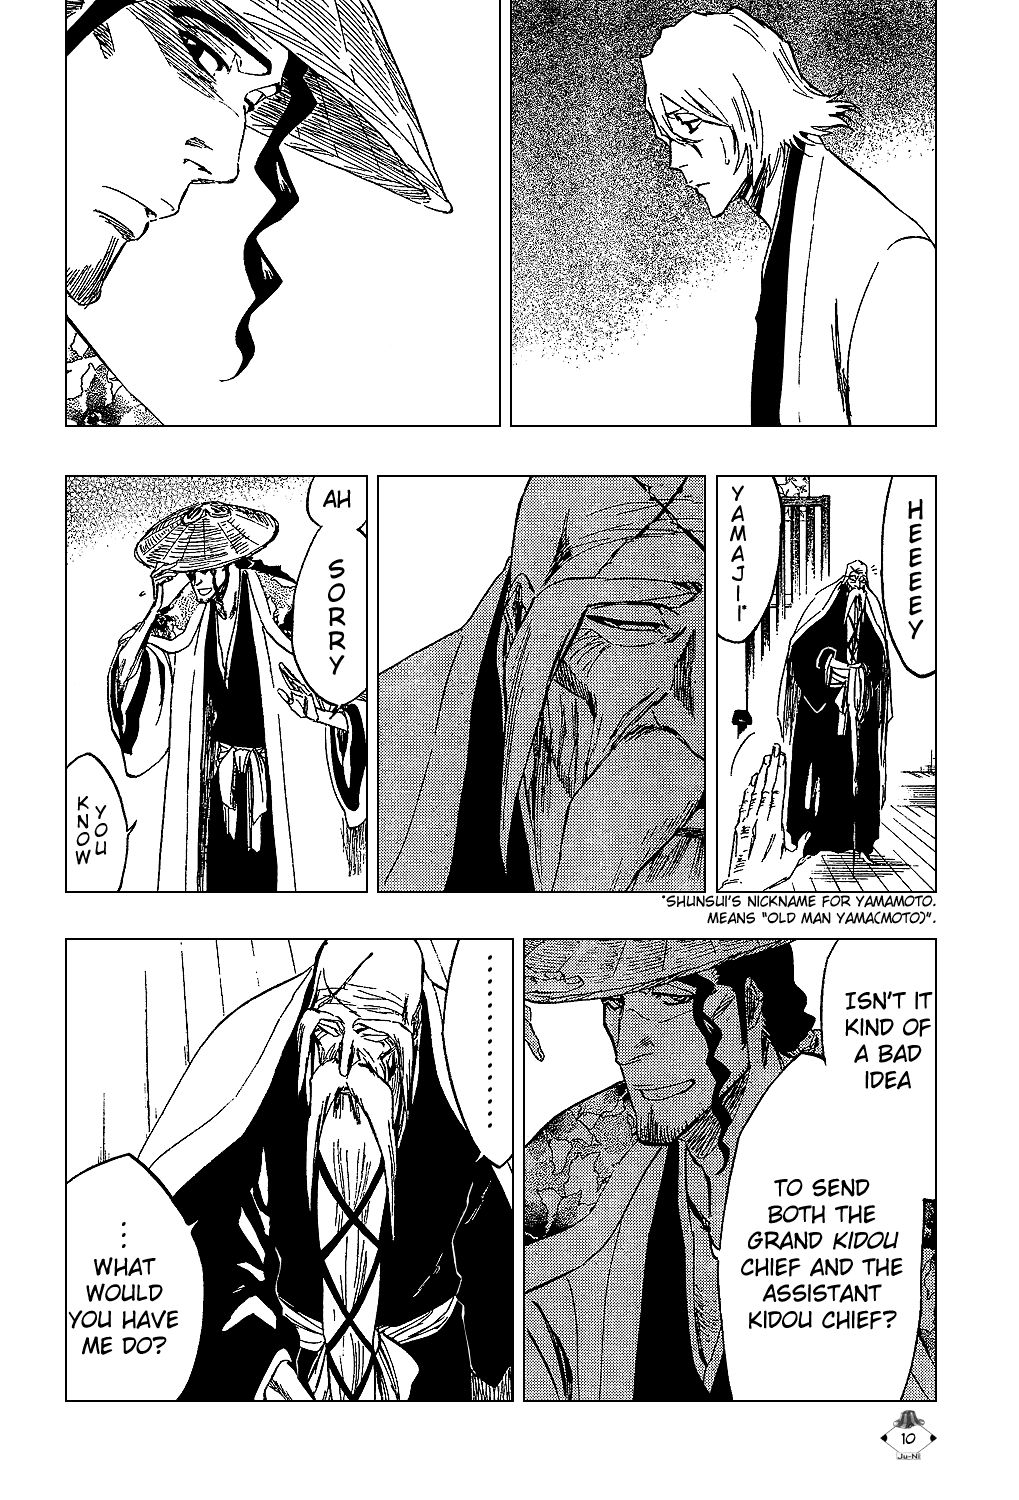 HEEEEY
YAMAJII*
AH
SORRY
YOU
KNOW
*SHUNSUI'S NICKNAME FOR YAMAMOTO.
MEANS "OLD MAN YAMA(MOTO)".
ISN'T IT
KIND OF
A BAD
IDEA
TO SEND
BOTH THE
GRAND KIDOU
CHIEF AND THE
ASSISTANT
KIDOU CHIEF?
..........
...
WHAT
WOULD
YOU HAVE
ME DO?
10
Ju-Ni